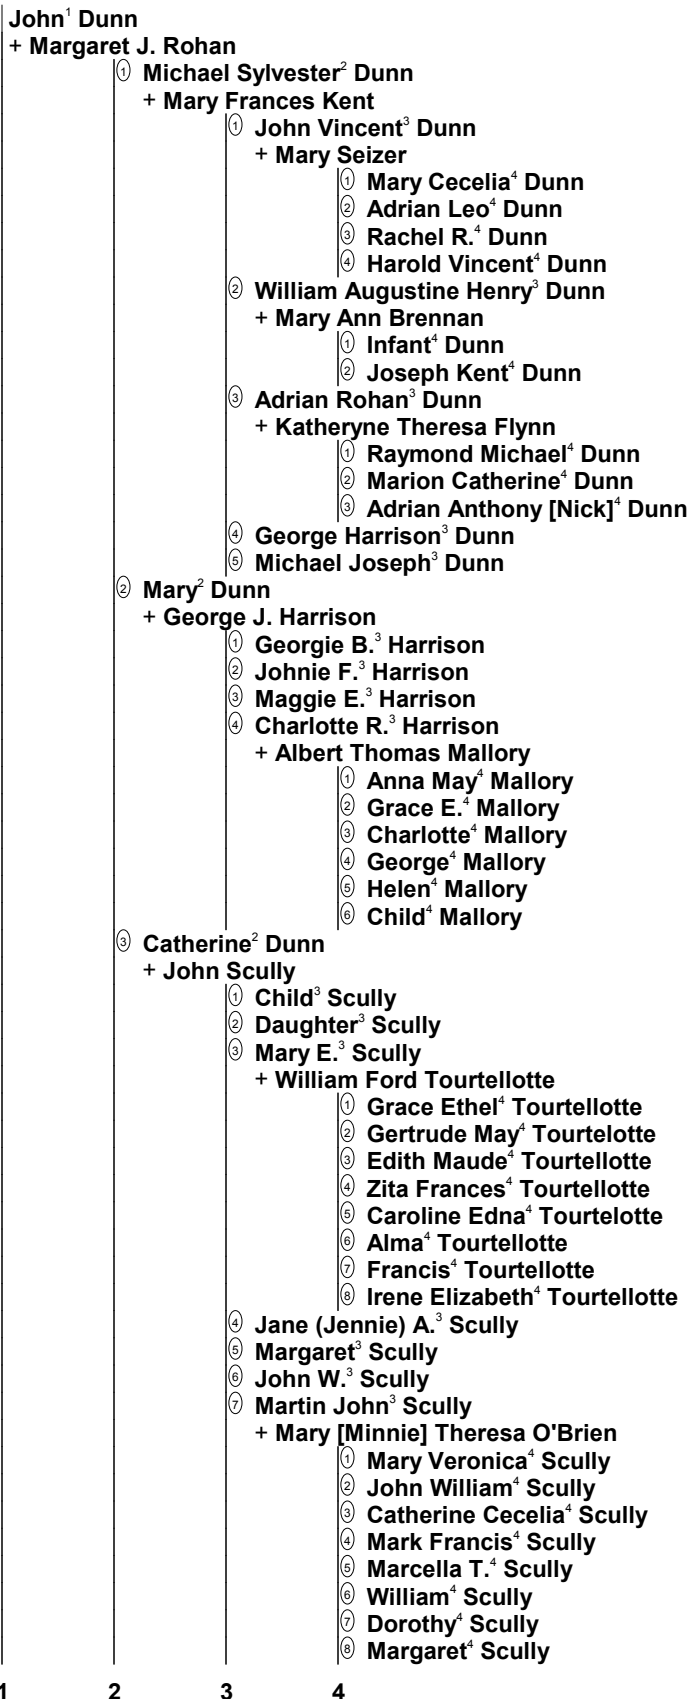 John¹ Dunn
+ Margaret J. Rohan
① Michael Sylvester² Dunn
+ Mary Frances Kent
① John Vincent³ Dunn
+ Mary Seizer
① Mary Cecelia⁴ Dunn
② Adrian Leo⁴ Dunn
③ Rachel R.⁴ Dunn
④ Harold Vincent⁴ Dunn
② William Augustine Henry³ Dunn
+ Mary Ann Brennan
① Infant⁴ Dunn
② Joseph Kent⁴ Dunn
③ Adrian Rohan³ Dunn
+ Katheryne Theresa Flynn
① Raymond Michael⁴ Dunn
② Marion Catherine⁴ Dunn
③ Adrian Anthony [Nick]⁴ Dunn
④ George Harrison³ Dunn
⑤ Michael Joseph³ Dunn
② Mary² Dunn
+ George J. Harrison
① Georgie B.³ Harrison
② Johnie F.³ Harrison
③ Maggie E.³ Harrison
④ Charlotte R.³ Harrison
+ Albert Thomas Mallory
① Anna May⁴ Mallory
② Grace E.⁴ Mallory
③ Charlotte⁴ Mallory
④ George⁴ Mallory
⑤ Helen⁴ Mallory
⑥ Child⁴ Mallory
③ Catherine² Dunn
+ John Scully
① Child³ Scully
② Daughter³ Scully
③ Mary E.³ Scully
+ William Ford Tourtellotte
① Grace Ethel⁴ Tourtellotte
② Gertrude May⁴ Tourtelotte
③ Edith Maude⁴ Tourtellotte
④ Zita Frances⁴ Tourtellotte
⑤ Caroline Edna⁴ Tourtelotte
⑥ Alma⁴ Tourtellotte
⑦ Francis⁴ Tourtellotte
⑧ Irene Elizabeth⁴ Tourtellotte
④ Jane (Jennie) A.³ Scully
⑤ Margaret³ Scully
⑥ John W.³ Scully
⑦ Martin John³ Scully
+ Mary [Minnie] Theresa O'Brien
① Mary Veronica⁴ Scully
② John William⁴ Scully
③ Catherine Cecelia⁴ Scully
④ Mark Francis⁴ Scully
⑤ Marcella T.⁴ Scully
⑥ William⁴ Scully
⑦ Dorothy⁴ Scully
⑧ Margaret⁴ Scully
1 2 3 4